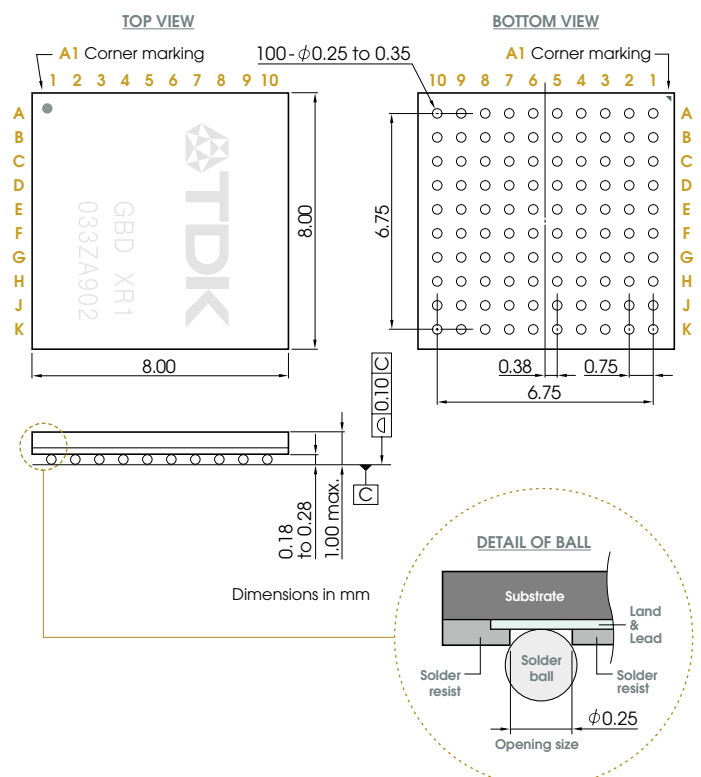 TOP VIEW
A1 Corner marking
1 2 3 4 5 6 7 8 9 10
A
B
C
D
E
F
G
H
J
K
TDK
GBD XR1
033ZA902
8.00
8.00
BOTTOM VIEW
100-ϕ0.25 to 0.35
A1 Corner marking
10 9 8 7 6 5 4 3 2 1
A
B
C
D
E
F
G
H
J
K
6.75
0.38
0.75
6.75
0.10 C
C
0.18
to 0.28
1.00 max.
Dimensions in mm
DETAIL OF BALL
Substrate
Land
&
Lead
Solder
resist
Solder
ball
Solder
resist
ϕ0.25
Opening size